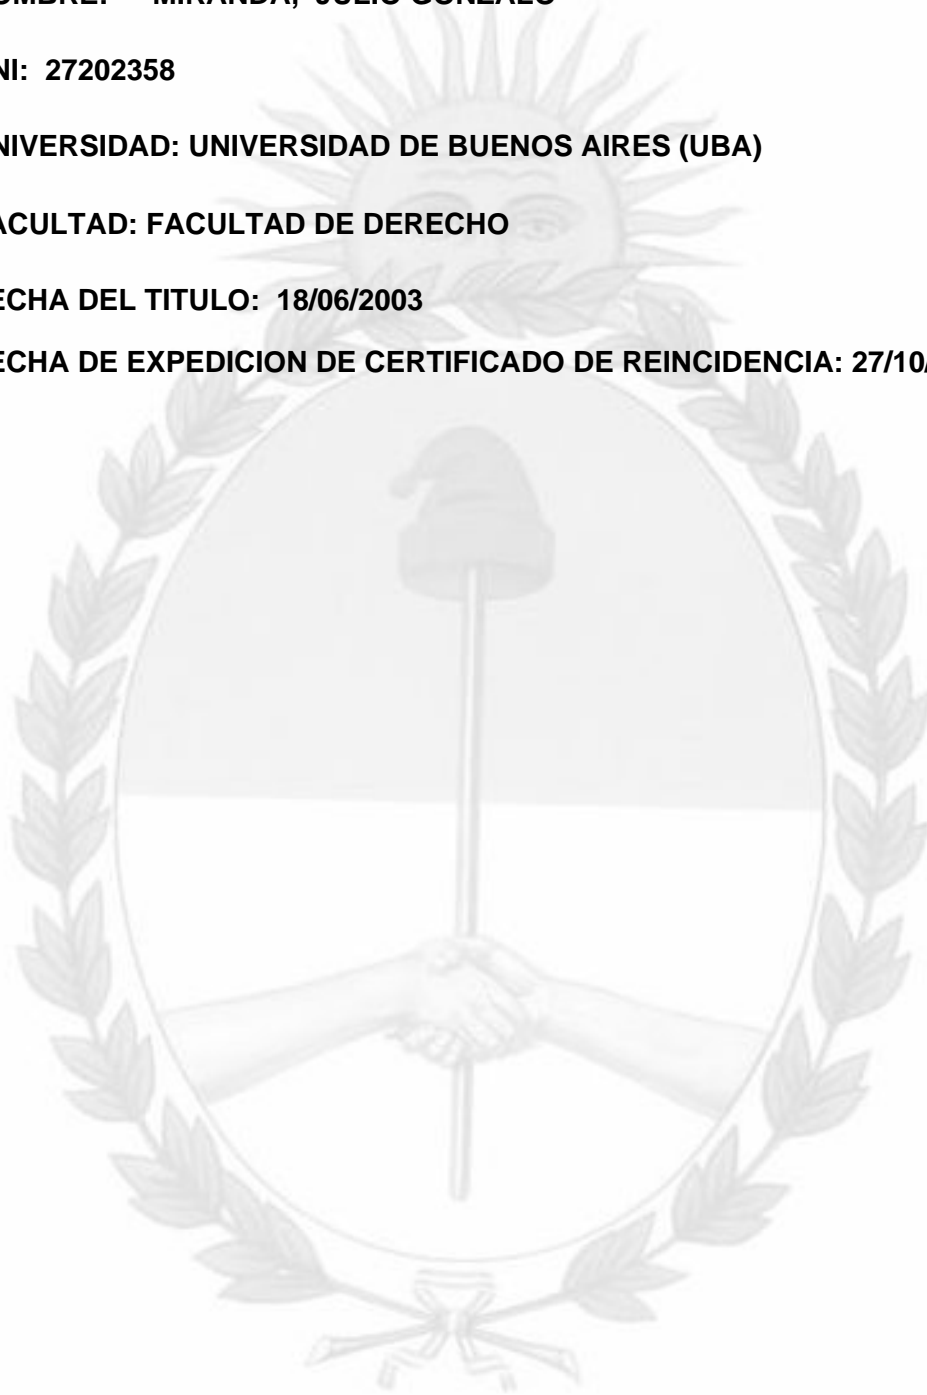 OMBRE: MIRANDA, JULIO GONZALO
NI: 27202358
NIVERSIDAD: UNIVERSIDAD DE BUENOS AIRES (UBA)
ACULTAD: FACULTAD DE DERECHO
ECHA DEL TITULO: 18/06/2003
ECHA DE EXPEDICION DE CERTIFICADO DE REINCIDENCIA: 27/10/